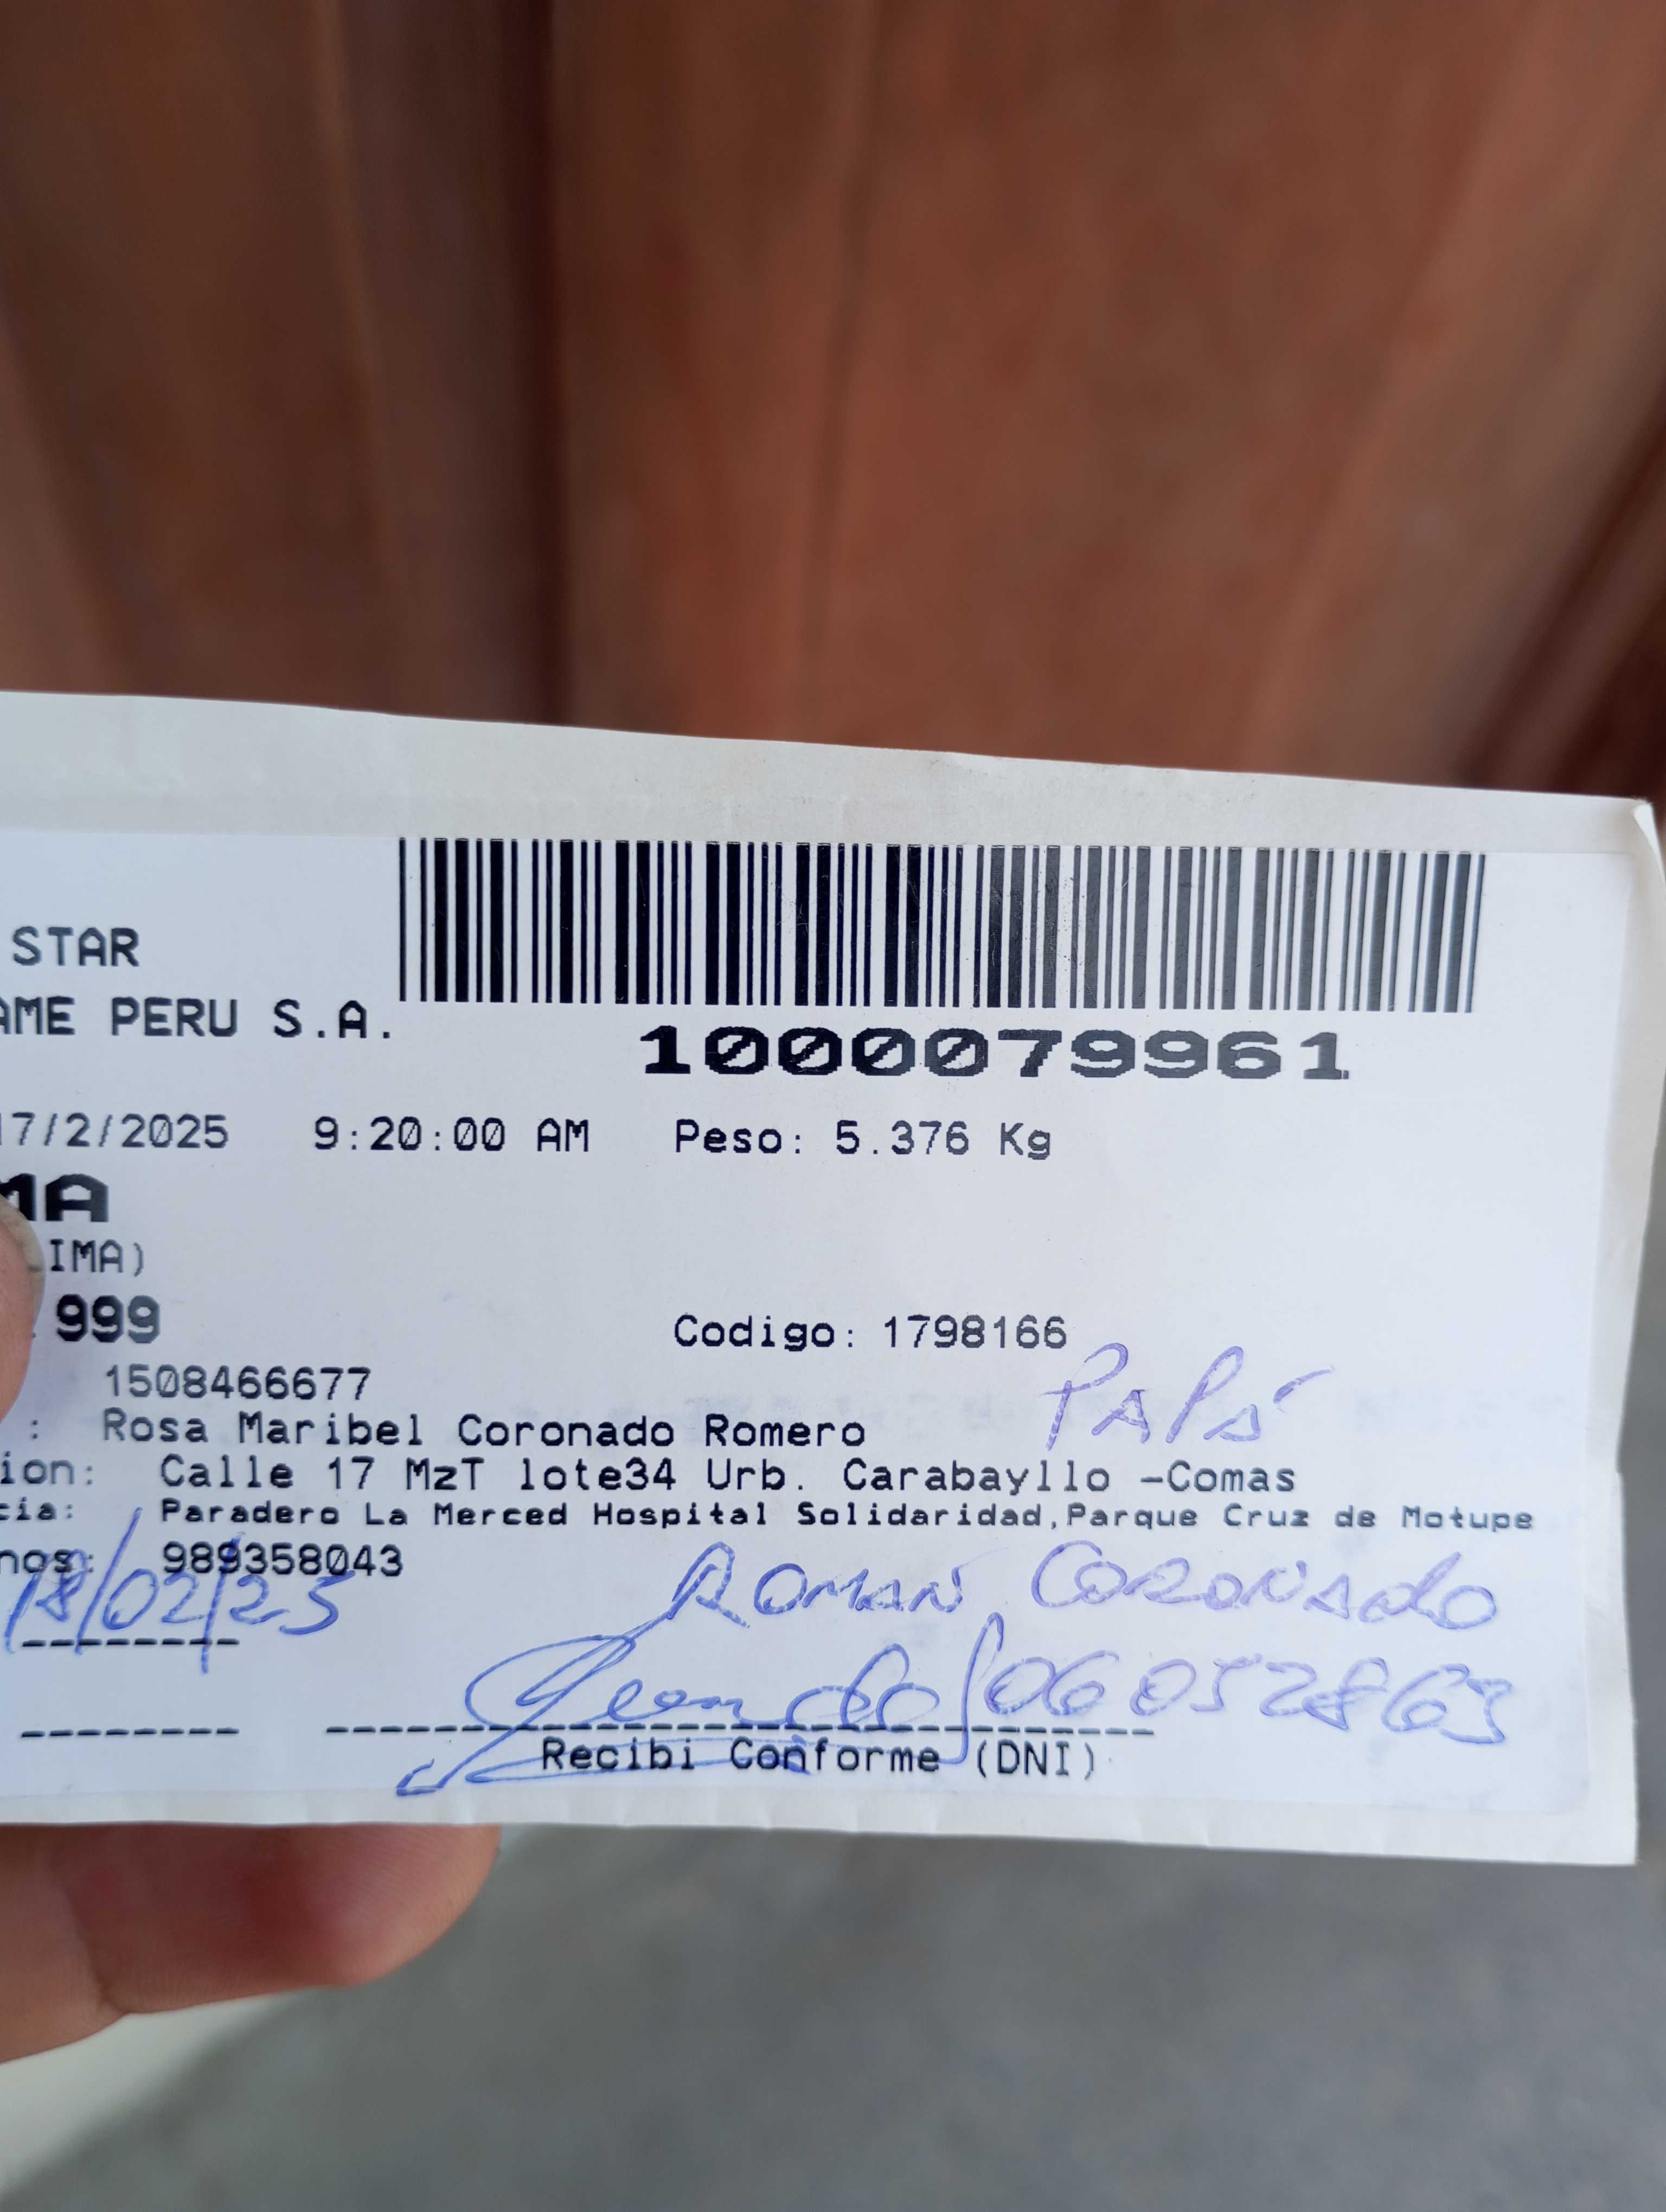 STAR
AME PERU S.A.
1000079961
17/2/2025 9:20:00 AM Peso: 5.376 Kg
MA
IMA)
999 Codigo: 1798166
1508466677
PAPÁ
: Rosa Maribel Coronado Romero
ion: Calle 17 MzT lote34 Urb. Carabayllo -Comas
cia: Paradero La Merced Hospital Solidaridad,Parque Cruz de Motupe
nos: 989358043
18/02/25 ROMAN CORONADO
06052863
Recibi Conforme (DNI)